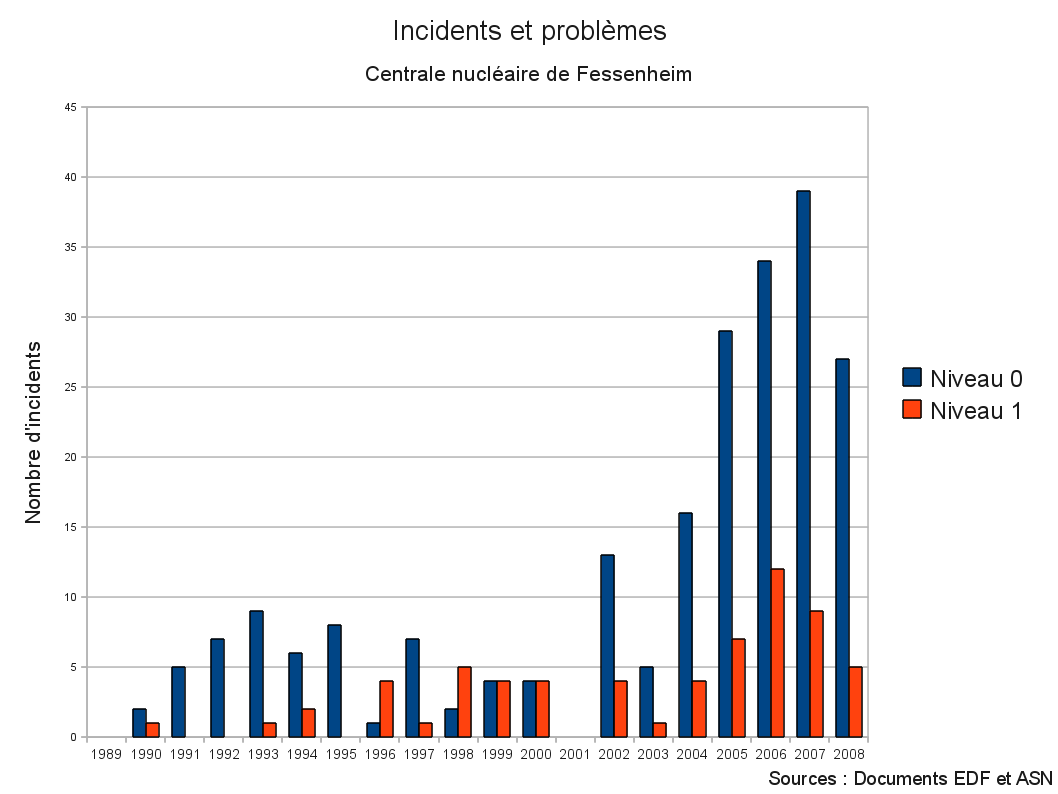 Incidents et problèmes
Centrale nucléaire de Fessenheim
45
40
35
30
25
20
15
10
5
0
Nombre d'incidents
1989 1990 1991 1992 1993 1994 1995 1996 1997 1998 1999 2000 2001 2002 2003 2004 2005 2006 2007 2008
Niveau 0
Niveau 1
Sources : Documents EDF et ASN